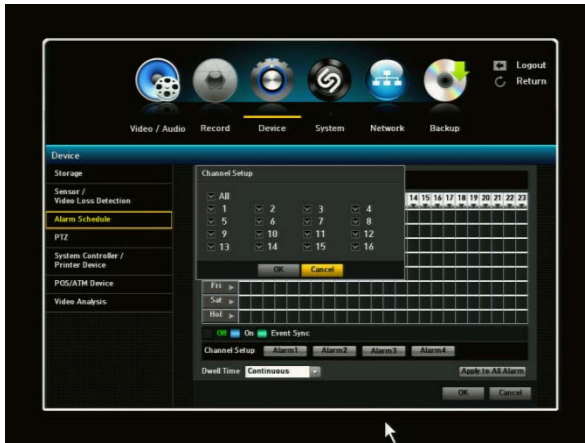 Logout
Return
Video / Audio Record Device System Network Backup
Device
Storage
Sensor /
Video Loss Detection
Alarm Schedule
PTZ
System Controller /
Printer Device
POS/ATM Device
Video Analysis
Channel Setup
All
1 2 3 4
5 6 7 8
9 10 11 12
13 14 15 16
OK Cancel
14 15 16 17 18 19 20 21 22 23
Fri
Sat
Hol
Off On Event Sync
Channel Setup Alarm1 Alarm2 Alarm3 Alarm4
Dwell Time Continuous Apply to All Alarm
OK Cancel